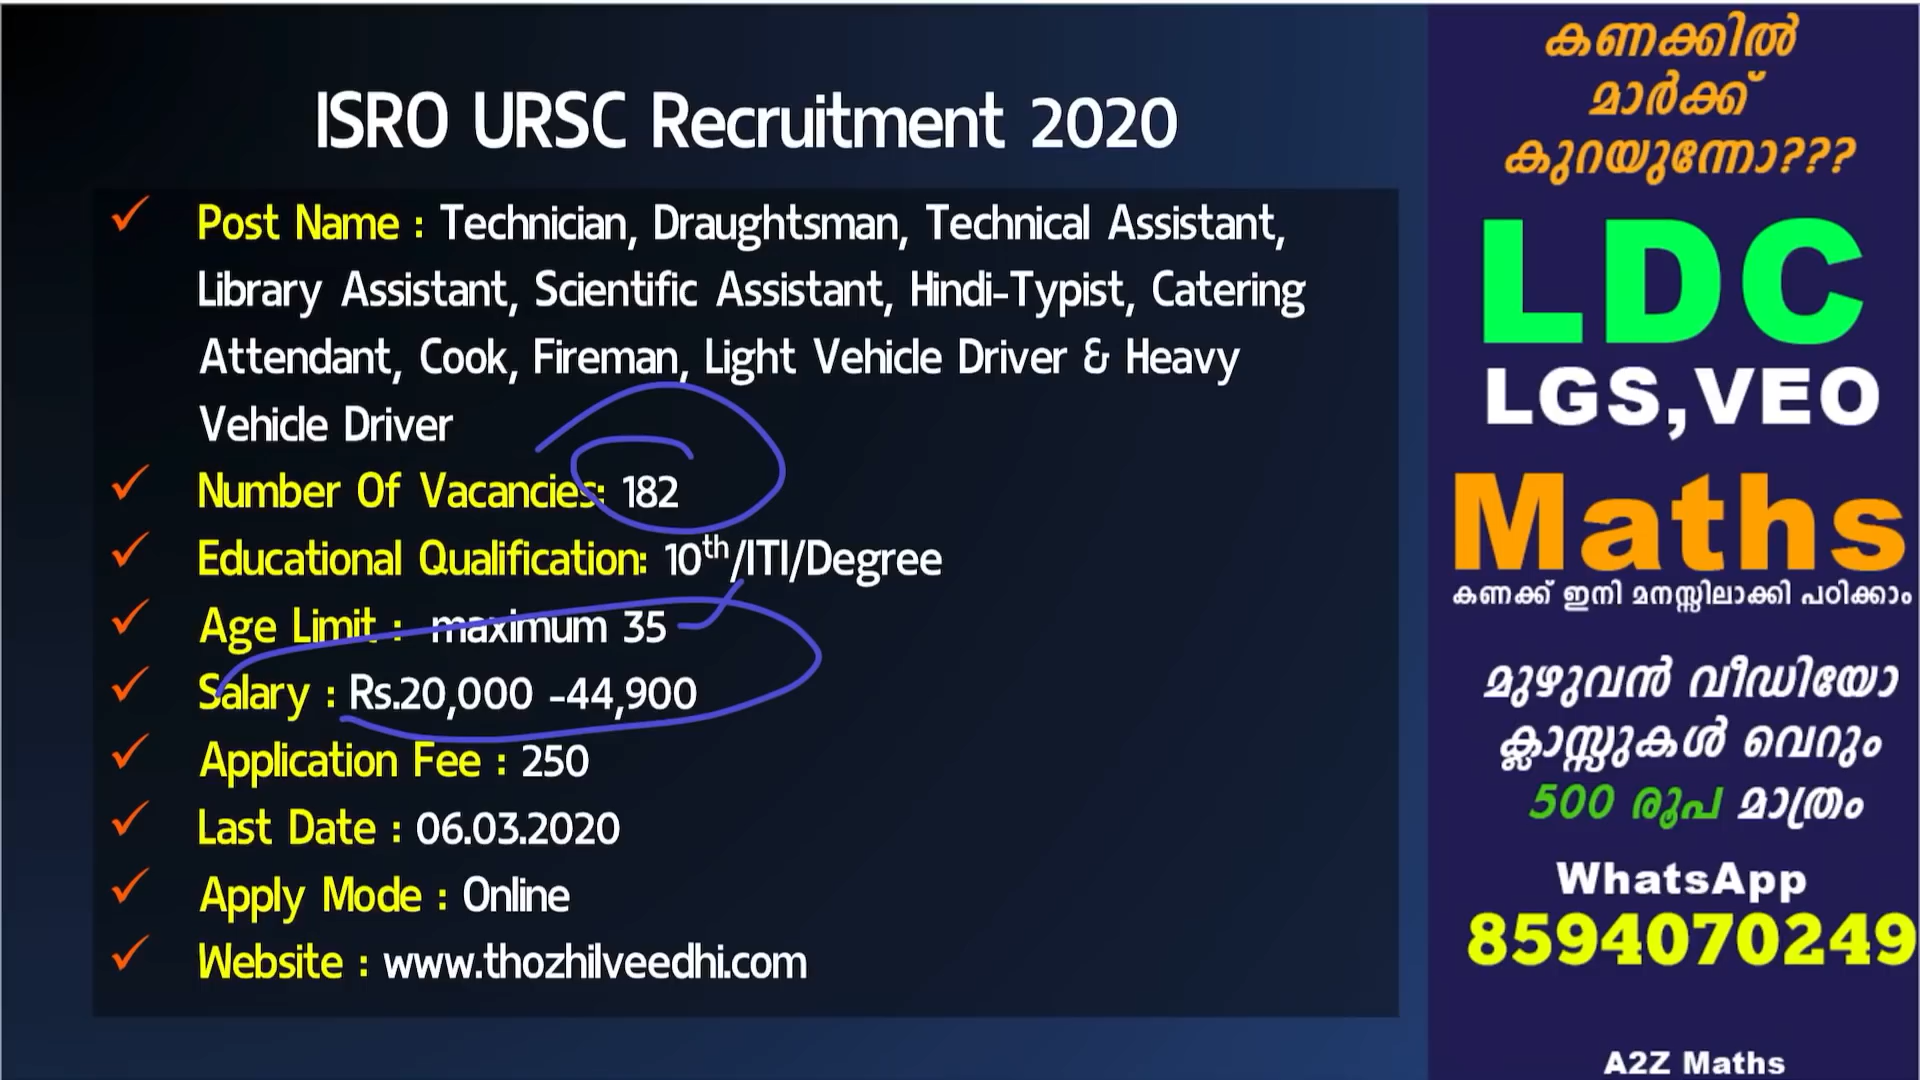 ISRO URSC Recruitment 2020
Post Name : Technician, Draughtsman, Technical Assistant,
Library Assistant, Scientific Assistant, Hindi-Typist, Catering
Attendant, Cook, Fireman, Light Vehicle Driver & Heavy
Vehicle Driver
Number Of Vacancies: 182
Educational Qualification: 10th/ITI/Degree
Age Limit : maximum 35
Salary : Rs.20,000 -44,900
Application Fee : 250
Last Date : 06.03.2020
Apply Mode : Online
Website : www.thozhilveedhi.com
കണക്കിൽ
മാർക്ക്
കുറയുന്നോ???
LDC
LGS,VEO
Maths
കണക്ക് ഇനി മനസ്സിലാക്കി പഠിക്കാം
മുഴുവൻ വീഡിയോ
ക്ലാസ്സുകൾ വെറും
500 രൂപ മാത്രം
WhatsApp
8594070249
A2Z Maths